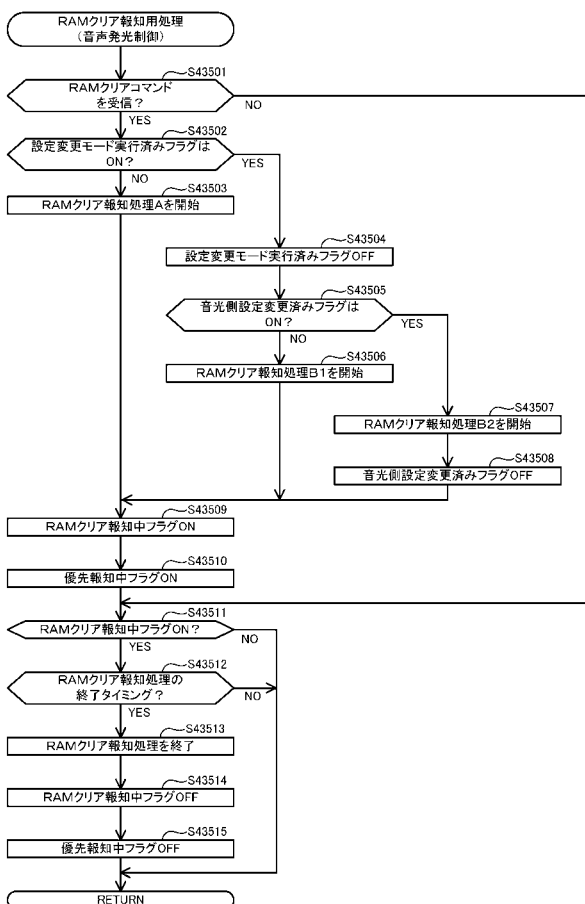 RAMクリア報知用処理
(音声発光制御)
S43501
RAMクリアコマンド
を受信？
NO
YES
S43502
設定変更モード実行済みフラグは
ON？
YES
NO
S43503
RAMクリア報知処理Aを開始
S43504
設定変更モード実行済みフラグOFF
S43505
音光側設定変更済みフラグは
ON？
YES
NO
S43506
RAMクリア報知処理B1を開始
S43507
RAMクリア報知処理B2を開始
S43508
音光側設定変更済みフラグOFF
S43509
RAMクリア報知中フラグON
S43510
優先報知中フラグON
S43511
RAMクリア報知中フラグON？
NO
YES
S43512
RAMクリア報知処理の
終了タイミング？
NO
YES
S43513
RAMクリア報知処理を終了
S43514
RAMクリア報知中フラグOFF
S43515
優先報知中フラグOFF
RETURN